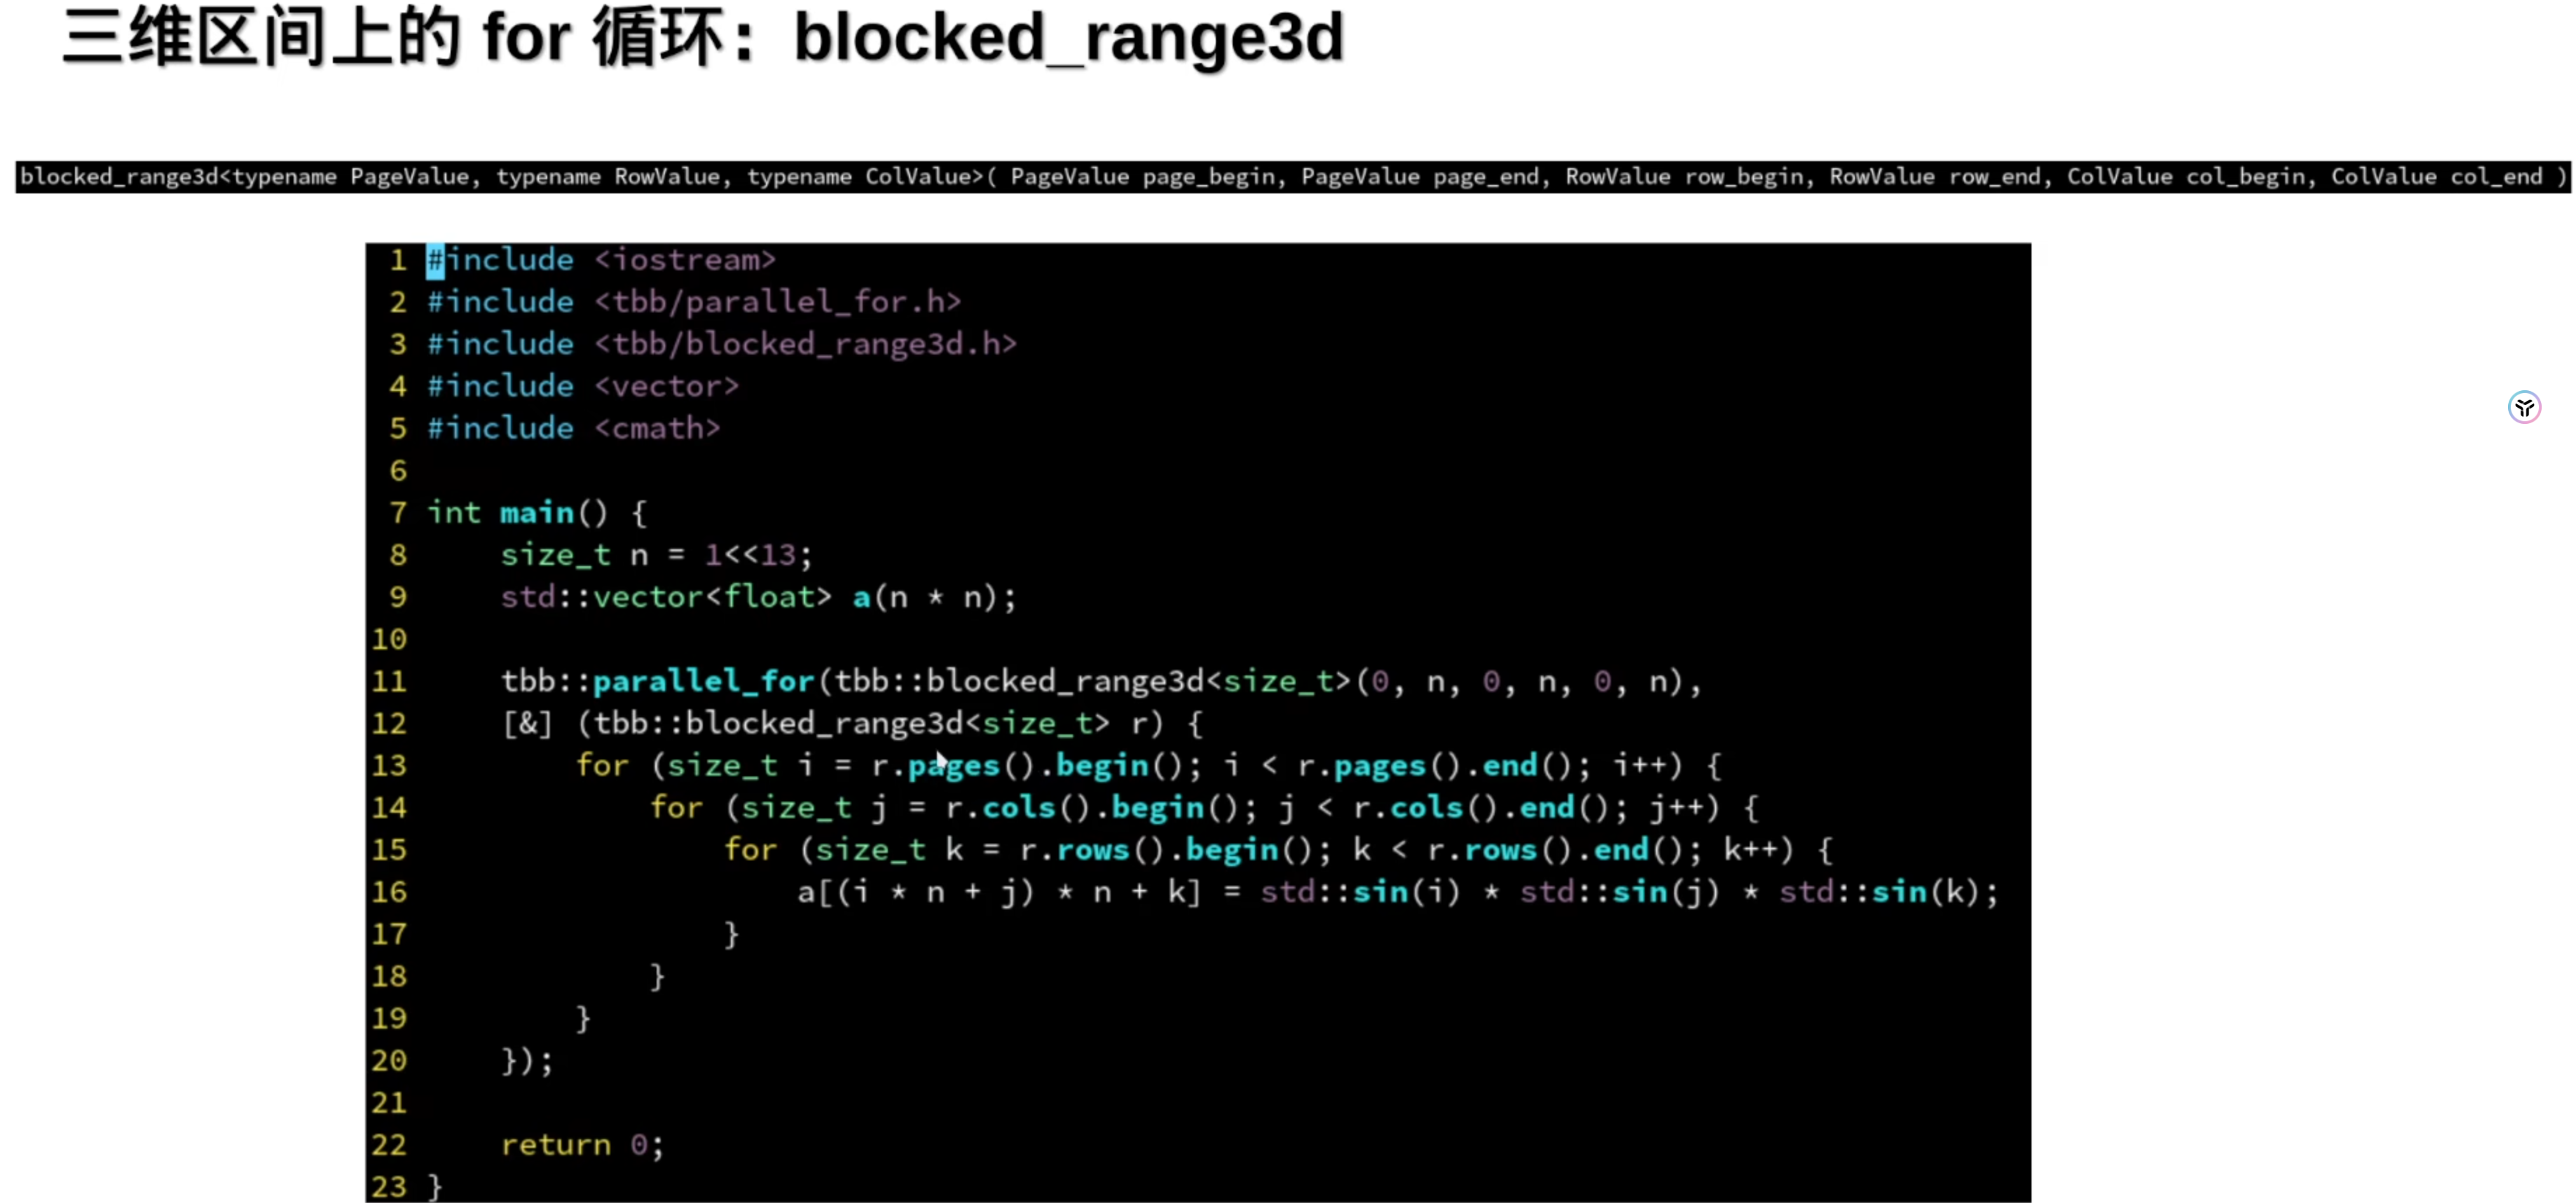 三维区间上的 for 循环：blocked_range3d
blocked_range3d<typename PageValue, typename RowValue, typename ColValue>( PageValue page_begin, PageValue page_end, RowValue row_begin, RowValue row_end, ColValue col_begin, ColValue col_end )
1 #include <iostream>
2 #include <tbb/parallel_for.h>
3 #include <tbb/blocked_range3d.h>
4 #include <vector>
5 #include <cmath>
6
7 int main() {
8     size_t n = 1<<13;
9     std::vector<float> a(n * n);
10
11     tbb::parallel_for(tbb::blocked_range3d<size_t>(0, n, 0, n, 0, n),
12     [&] (tbb::blocked_range3d<size_t> r) {
13         for (size_t i = r.pages().begin(); i < r.pages().end(); i++) {
14             for (size_t j = r.cols().begin(); j < r.cols().end(); j++) {
15                 for (size_t k = r.rows().begin(); k < r.rows().end(); k++) {
16                     a[(i * n + j) * n + k] = std::sin(i) * std::sin(j) * std::sin(k);
17                 }
18             }
19         }
20     });
21
22     return 0;
23 }